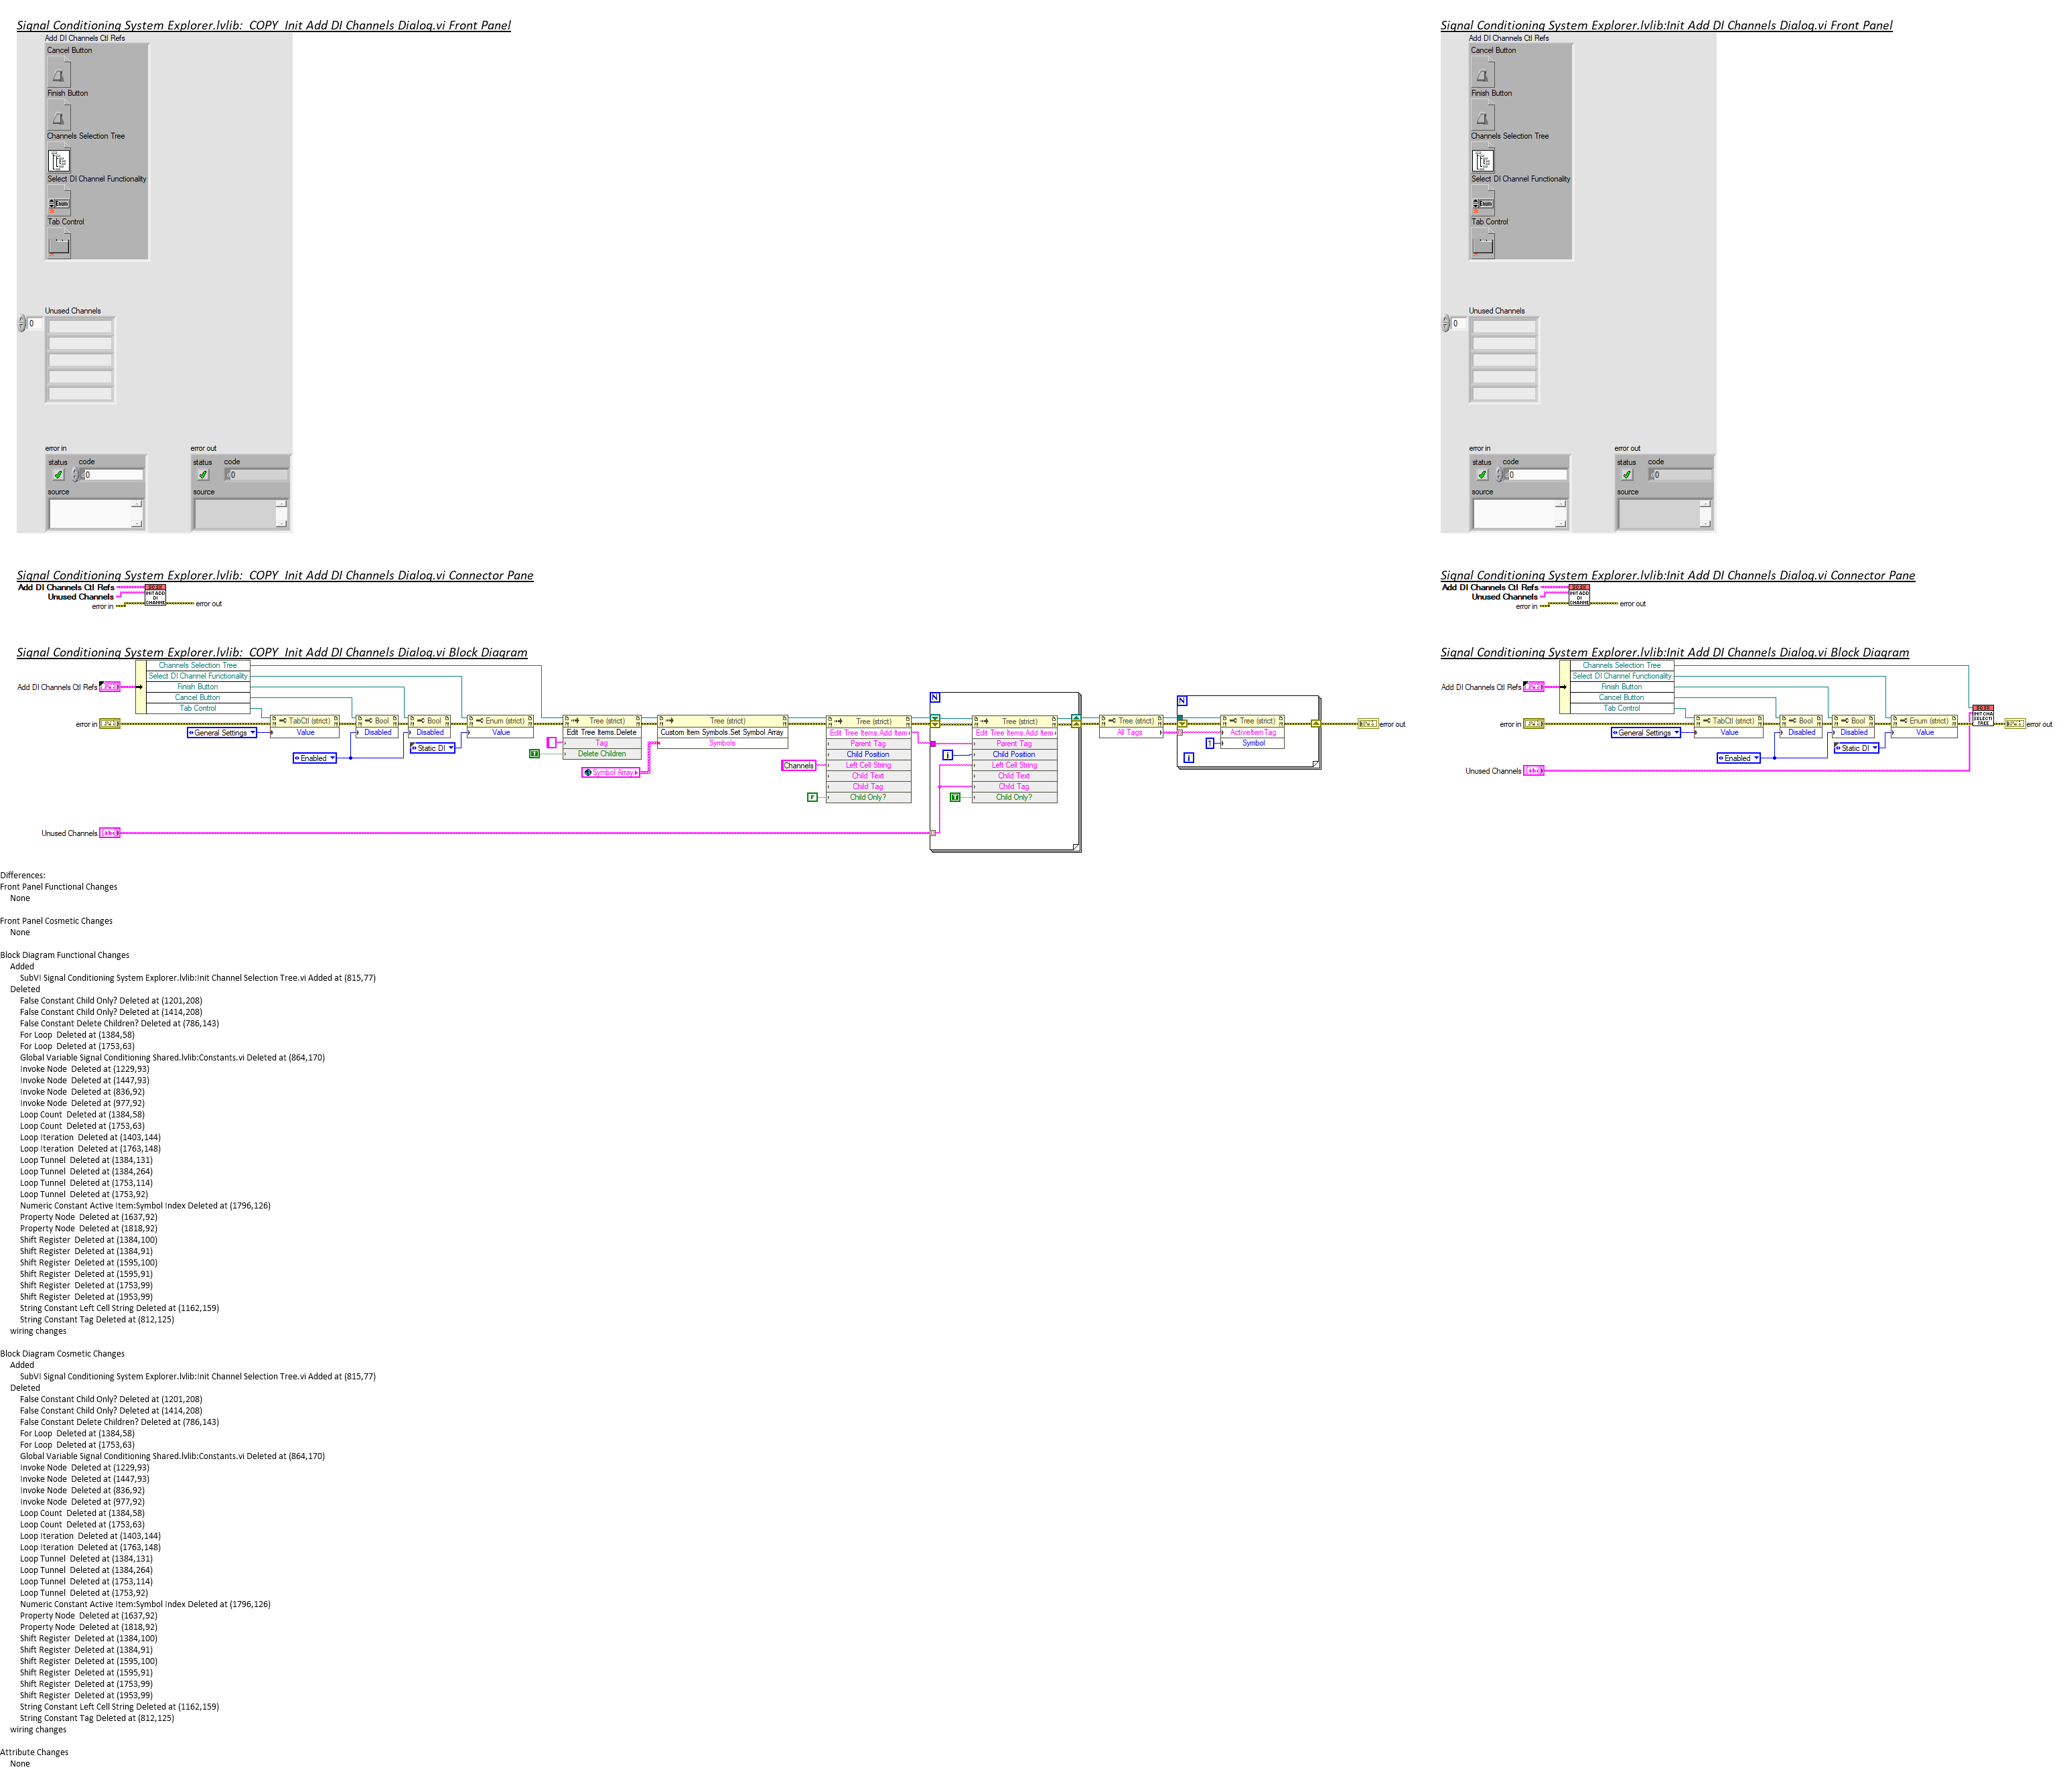 Signal Conditioning System Explorer.lvlib:  COPY  Init Add DI Channels Dialog.vi Front Panel
Add DI Channels Ctl Refs
Cancel Button
Finish Button
Channels Selection Tree
Select DI Channel Functionality
Enum
Tab Control
Unused Channels
0
error in
status
code
0
source
error out
status
code
0
source
Signal Conditioning System Explorer.lvlib:Init Add DI Channels Dialog.vi Front Panel
Add DI Channels Ctl Refs
Cancel Button
Finish Button
Channels Selection Tree
Select DI Channel Functionality
Enum
Tab Control
Unused Channels
0
error in
status
code
0
source
error out
status
code
0
source
Signal Conditioning System Explorer.lvlib:  COPY  Init Add DI Channels Dialog.vi Connector Pane
Add DI Channels Ctl Refs
Unused Channels
error in
INIT ADD
DI
CHANNE
error out
Signal Conditioning System Explorer.lvlib:Init Add DI Channels Dialog.vi Connector Pane
Add DI Channels Ctl Refs
Unused Channels
error in
INIT ADD
DI
CHANNE
error out
Signal Conditioning System Explorer.lvlib:  COPY  Init Add DI Channels Dialog.vi Block Diagram
Channels Selection Tree
Select DI Channel Functionality
Finish Button
Cancel Button
Tab Control
Add DI Channels Ctl Refs
error in
General Settings
TabCtl (strict)
Value
Enabled
Bool
Disabled
Bool
Disabled
Static DI
Enum (strict)
Value
Tree (strict)
Edit Tree Items.Delete
Tag
Delete Children
T
Symbol Array
Tree (strict)
Custom Item Symbols.Set Symbol Array
Symbols
Channels
F
Tree (strict)
Edit Tree Items.Add Item
Parent Tag
Child Position
Left Cell String
Child Text
Child Tag
Child Only?
N
i
T
Tree (strict)
Edit Tree Items.Add Item
Parent Tag
Child Position
Left Cell String
Child Text
Child Tag
Child Only?
Tree (strict)
All Tags
N
1
i
Tree (strict)
ActiveItemTag
Symbol
error out
Unused Channels
abc
Signal Conditioning System Explorer.lvlib:Init Add DI Channels Dialog.vi Block Diagram
Channels Selection Tree
Select DI Channel Functionality
Finish Button
Cancel Button
Tab Control
Add DI Channels Ctl Refs
error in
General Settings
TabCtl (strict)
Value
Enabled
Bool
Disabled
Bool
Disabled
Static DI
Enum (strict)
Value
INIT CHA
SELECTI
TREE
error out
Unused Channels
abc
Differences:
Front Panel Functional Changes
None
Front Panel Cosmetic Changes
None
Block Diagram Functional Changes
Added
SubVI Signal Conditioning System Explorer.lvlib:Init Channel Selection Tree.vi Added at (815,77)
Deleted
False Constant Child Only? Deleted at (1201,208)
False Constant Child Only? Deleted at (1414,208)
False Constant Delete Children? Deleted at (786,143)
For Loop  Deleted at (1384,58)
For Loop  Deleted at (1753,63)
Global Variable Signal Conditioning Shared.lvlib:Constants.vi Deleted at (864,170)
Invoke Node  Deleted at (1229,93)
Invoke Node  Deleted at (1447,93)
Invoke Node  Deleted at (836,92)
Invoke Node  Deleted at (977,92)
Loop Count  Deleted at (1384,58)
Loop Count  Deleted at (1753,63)
Loop Iteration  Deleted at (1403,144)
Loop Iteration  Deleted at (1763,148)
Loop Tunnel  Deleted at (1384,131)
Loop Tunnel  Deleted at (1384,264)
Loop Tunnel  Deleted at (1753,114)
Loop Tunnel  Deleted at (1753,92)
Numeric Constant Active Item:Symbol Index Deleted at (1796,126)
Property Node  Deleted at (1637,92)
Property Node  Deleted at (1818,92)
Shift Register  Deleted at (1384,100)
Shift Register  Deleted at (1384,91)
Shift Register  Deleted at (1595,100)
Shift Register  Deleted at (1595,91)
Shift Register  Deleted at (1753,99)
Shift Register  Deleted at (1953,99)
String Constant Left Cell String Deleted at (1162,159)
String Constant Tag Deleted at (812,125)
wiring changes
Block Diagram Cosmetic Changes
Added
SubVI Signal Conditioning System Explorer.lvlib:Init Channel Selection Tree.vi Added at (815,77)
Deleted
False Constant Child Only? Deleted at (1201,208)
False Constant Child Only? Deleted at (1414,208)
False Constant Delete Children? Deleted at (786,143)
For Loop  Deleted at (1384,58)
For Loop  Deleted at (1753,63)
Global Variable Signal Conditioning Shared.lvlib:Constants.vi Deleted at (864,170)
Invoke Node  Deleted at (1229,93)
Invoke Node  Deleted at (1447,93)
Invoke Node  Deleted at (836,92)
Invoke Node  Deleted at (977,92)
Loop Count  Deleted at (1384,58)
Loop Count  Deleted at (1753,63)
Loop Iteration  Deleted at (1403,144)
Loop Iteration  Deleted at (1763,148)
Loop Tunnel  Deleted at (1384,131)
Loop Tunnel  Deleted at (1384,264)
Loop Tunnel  Deleted at (1753,114)
Loop Tunnel  Deleted at (1753,92)
Numeric Constant Active Item:Symbol Index Deleted at (1796,126)
Property Node  Deleted at (1637,92)
Property Node  Deleted at (1818,92)
Shift Register  Deleted at (1384,100)
Shift Register  Deleted at (1384,91)
Shift Register  Deleted at (1595,100)
Shift Register  Deleted at (1595,91)
Shift Register  Deleted at (1753,99)
Shift Register  Deleted at (1953,99)
String Constant Left Cell String Deleted at (1162,159)
String Constant Tag Deleted at (812,125)
wiring changes
Attribute Changes
None